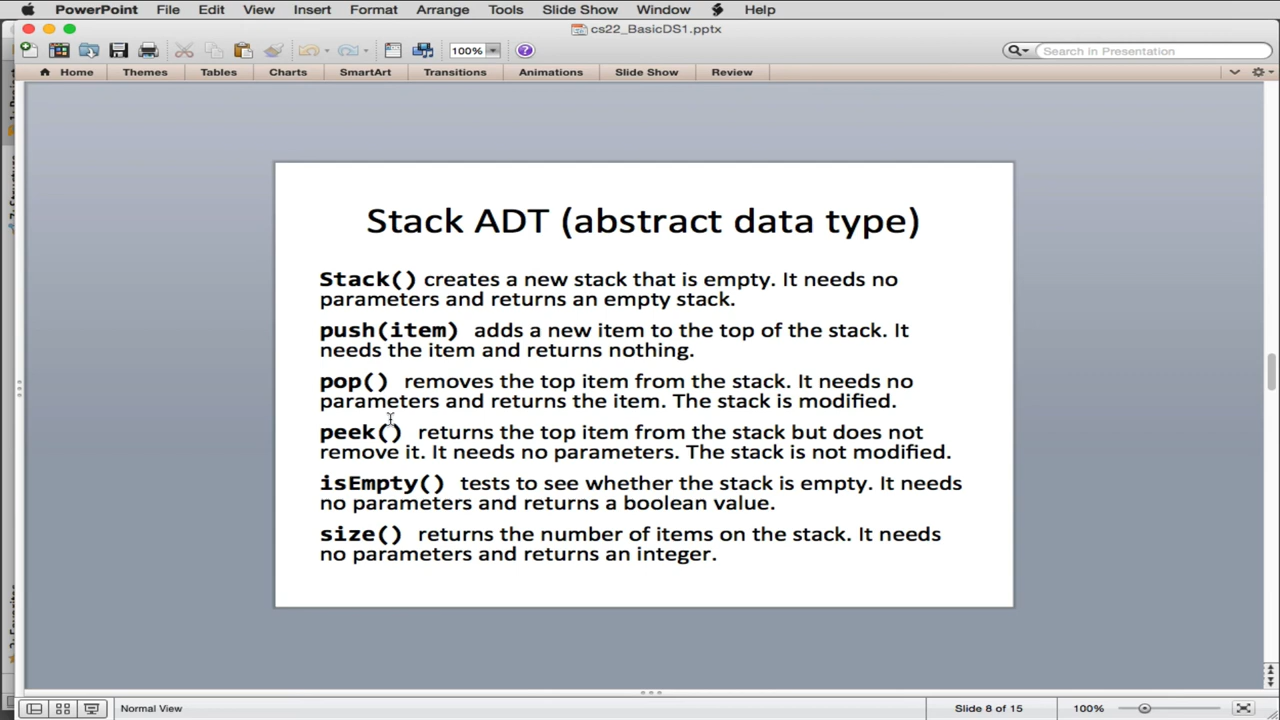 PowerPoint File Edit View Insert Format Arrange Tools Slide Show Window Help
cs22_BasicDS1.pptx
100% Search in Presentation
Home Themes Tables Charts SmartArt Transitions Animations Slide Show Review
Stack ADT (abstract data type)
Stack() creates a new stack that is empty. It needs no
parameters and returns an empty stack.
push(item) adds a new item to the top of the stack. It
needs the item and returns nothing.
pop() removes the top item from the stack. It needs no
parameters and returns the item. The stack is modified.
peek() returns the top item from the stack but does not
remove it. It needs no parameters. The stack is not modified.
isEmpty() tests to see whether the stack is empty. It needs
no parameters and returns a boolean value.
size() returns the number of items on the stack. It needs
no parameters and returns an integer.
Normal View Slide 8 of 15 100%